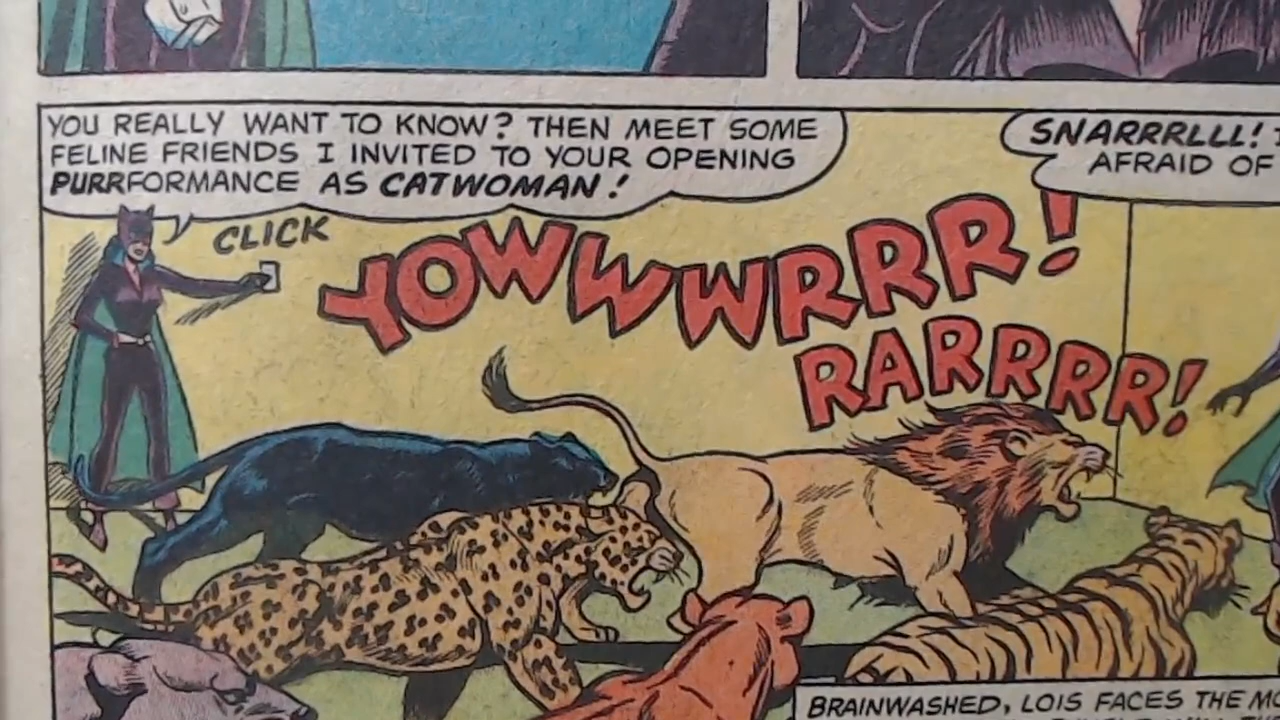 YOU REALLY WANT TO KNOW? THEN MEET SOME
FELINE FRIENDS I INVITED TO YOUR OPENING
PURRFORMANCE AS CATWOMAN!
SNARRRLLL!
AFRAID OF
CLICK
YOWWWRRR!
RARRRR!
BRAINWASHED, LOIS FACES THE